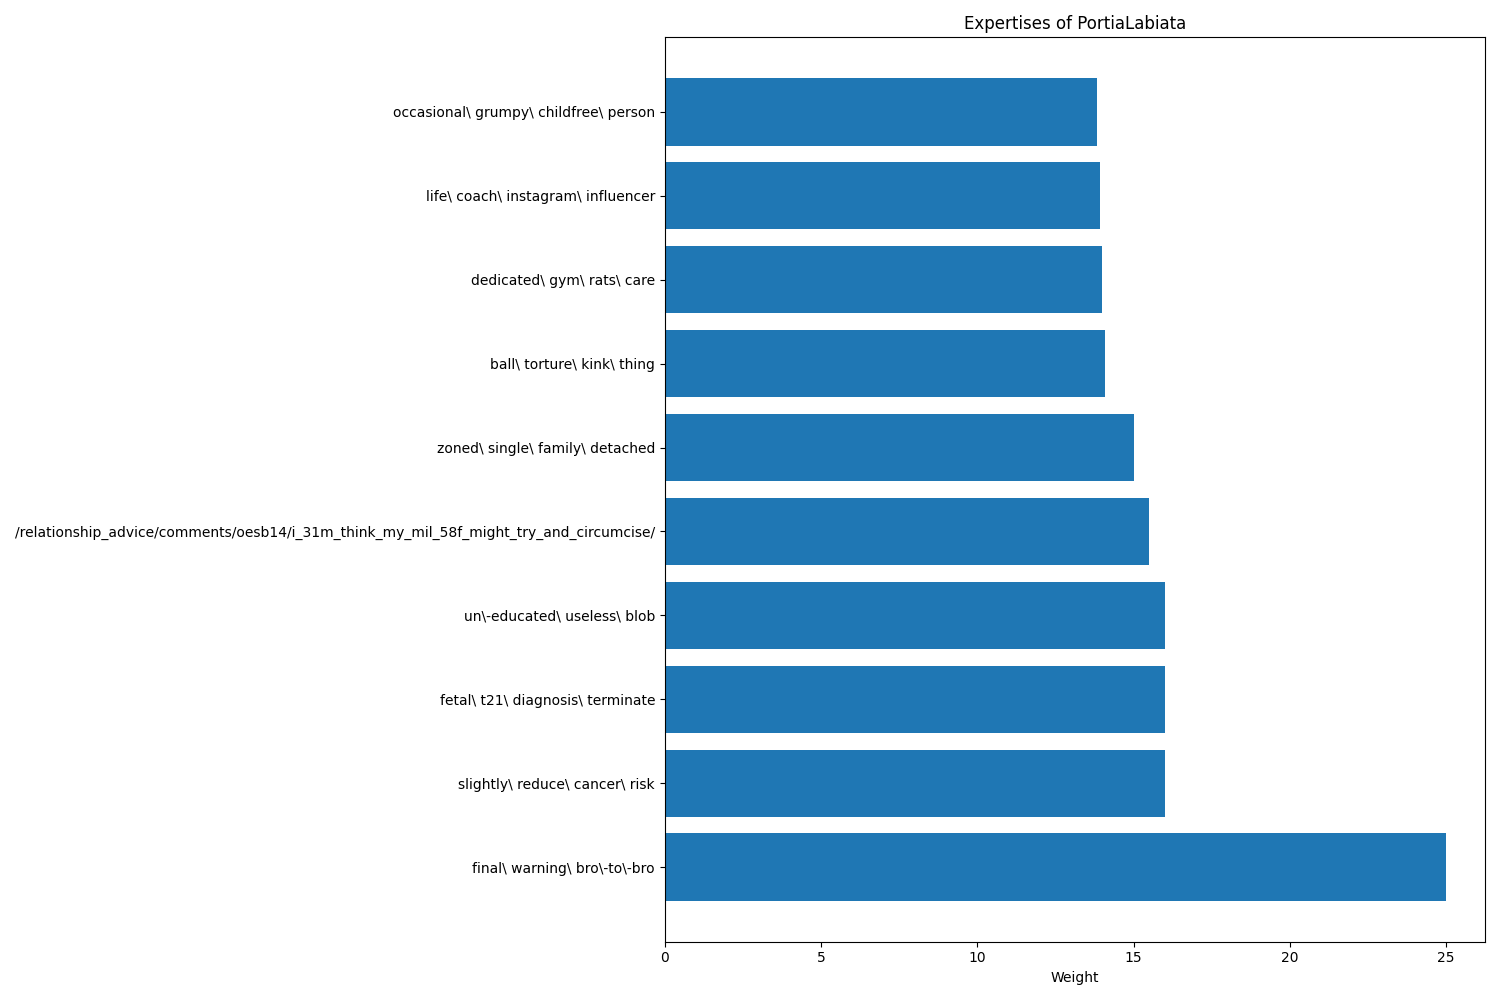 Expertises of PortiaLabiata
occasional\ grumpy\ childfree\ person
life\ coach\ instagram\ influencer
dedicated\ gym\ rats\ care
ball\ torture\ kink\ thing
zoned\ single\ family\ detached
/relationship_advice/comments/oesb14/i_31m_think_my_mil_58f_might_try_and_circumcise/
un\-educated\ useless\ blob
fetal\ t21\ diagnosis\ terminate
slightly\ reduce\ cancer\ risk
final\ warning\ bro\-to\-bro
0 5 10 15 20 25
Weight